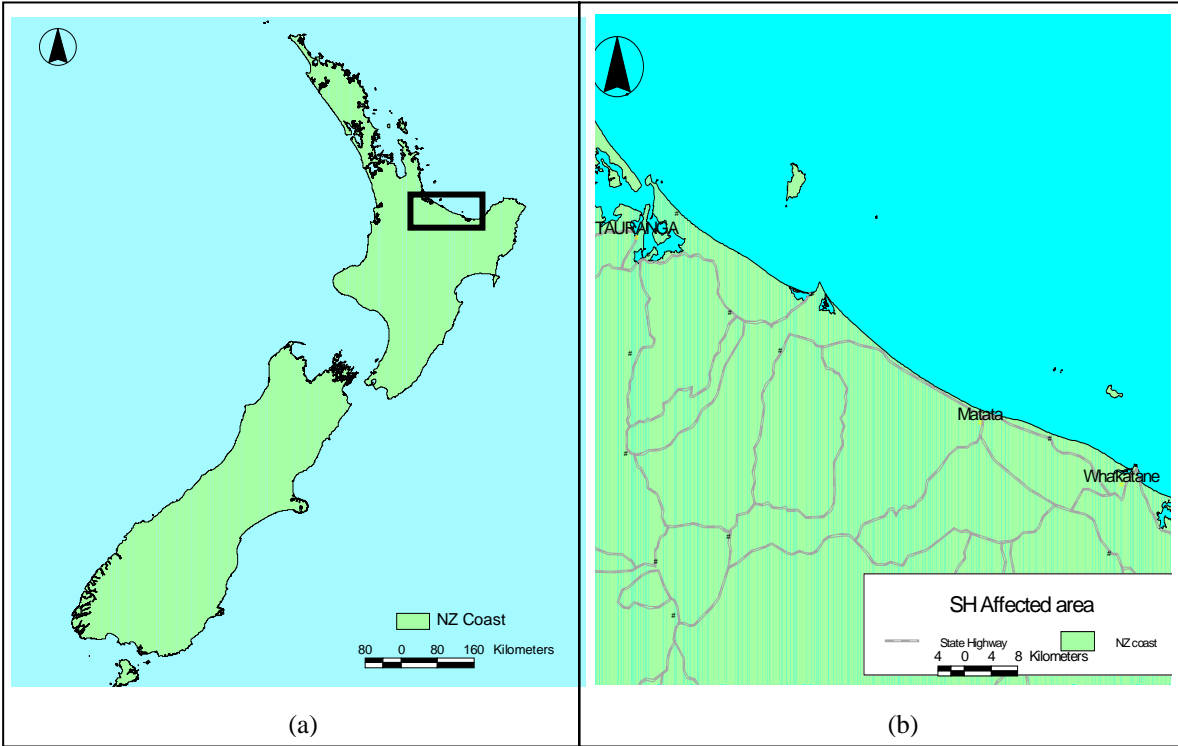 NZ Coast
80 0 80 160 Kilometers
(a)
TAURANGA
Matata
Whakatane
SH Affected area
State Highway NZ coast
4 0 4 8 Kilometers
(b)